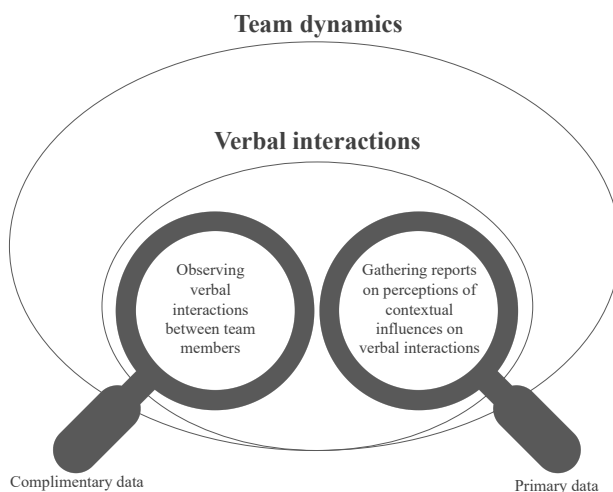 Team dynamics
Verbal interactions
Observing
verbal
interactions
between team
members
Gathering reports
on perceptions of
contextual
influences on
verbal interactions
Complimentary data
Primary data